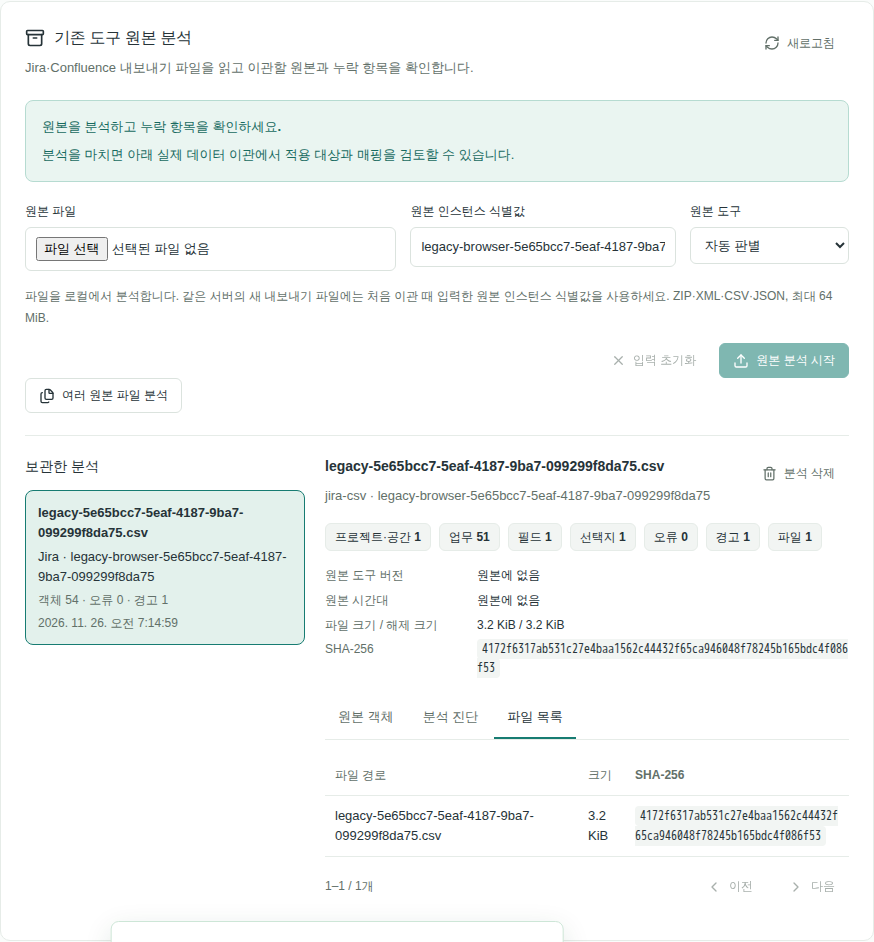 기존 도구 원본 분석
새로고침
Jira·Confluence 내보내기 파일을 읽고 이관할 원본과 누락 항목을 확인합니다.
원본을 분석하고 누락 항목을 확인하세요.
분석을 마치면 아래 실제 데이터 이관에서 적용 대상과 매핑을 검토할 수 있습니다.
원본 파일
원본 인스턴스 식별값
원본 도구
파일 선택 선택된 파일 없음
legacy-browser-5e65bcc7-5eaf-4187-9ba7
자동 판별
파일을 로컬에서 분석합니다. 같은 서버의 새 내보내기 파일에는 처음 이관 때 입력한 원본 인스턴스 식별값을 사용하세요. ZIP·XML·CSV·JSON, 최대 64
MiB.
입력 초기화
원본 분석 시작
여러 원본 파일 분석
보관한 분석
legacy-5e65bcc7-5eaf-4187-9ba7-
099299f8da75.csv
Jira · legacy-browser-5e65bcc7-5eaf-4187-
9ba7-099299f8da75
객체 54 · 오류 0 · 경고 1
2026. 11. 26. 오전 7:14:59
legacy-5e65bcc7-5eaf-4187-9ba7-099299f8da75.csv
분석 삭제
jira-csv · legacy-browser-5e65bcc7-5eaf-4187-9ba7-099299f8da75
프로젝트·공간 1
업무 51
필드 1
선택지 1
오류 0
경고 1
파일 1
원본 도구 버전
원본에 없음
원본 시간대
원본에 없음
파일 크기 / 해제 크기
3.2 KiB / 3.2 KiB
SHA-256
4172f6317ab531c27e4baa1562c44432f65ca946048f78245b165bdc4f086
f53
원본 객체
분석 진단
파일 목록
파일 경로
크기
SHA-256
legacy-5e65bcc7-5eaf-4187-9ba7-
099299f8da75.csv
3.2
KiB
4172f6317ab531c27e4baa1562c44432f
65ca946048f78245b165bdc4f086f53
1–1 / 1개
이전
다음